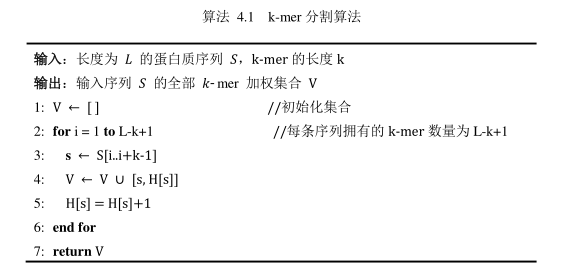 算法 4.1 k-mer 分割算法
输入：长度为 L 的蛋白质序列 S，k-mer 的长度 k
输出：输入序列 S 的全部 k-mer 加权集合 V
1: V ← [ ] //初始化集合
2: for i = 1 to L-k+1 //每条序列拥有的 k-mer 数量为 L-k+1
3: s ← S[i..i+k-1]
4: V ← V ∪ [s, H[s]]
5: H[s] = H[s]+1
6: end for
7: return V